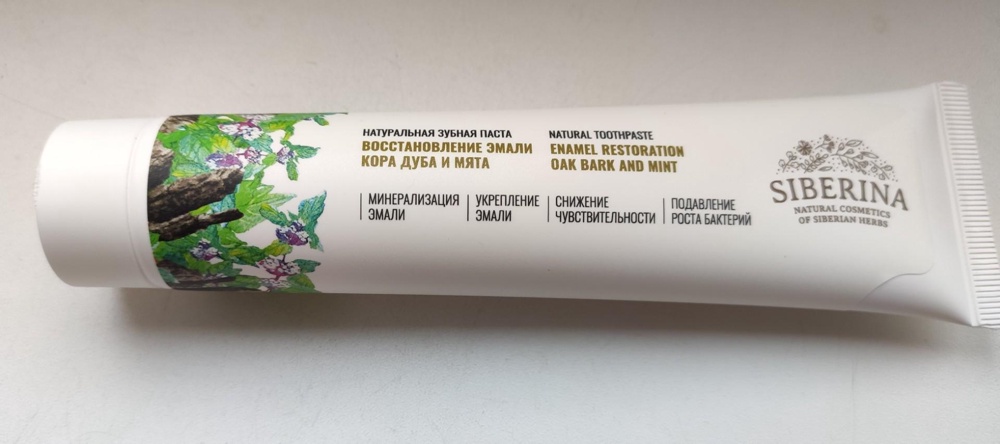 НАТУРАЛЬНАЯ ЗУБНАЯ ПАСТА
ВОССТАНОВЛЕНИЕ ЭМАЛИ
КОРА ДУБА И МЯТА
NATURAL TOOTHPASTE
ENAMEL RESTORATION
OAK BARK AND MINT
МИНЕРАЛИЗАЦИЯ
ЭМАЛИ
УКРЕПЛЕНИЕ
ЭМАЛИ
СНИЖЕНИЕ
ЧУВСТВИТЕЛЬНОСТИ
ПОДАВЛЕНИЕ
РОСТА БАКТЕРИЙ
SIBERINA
NATURAL COSMETICS
OF SIBERIAN HERBS